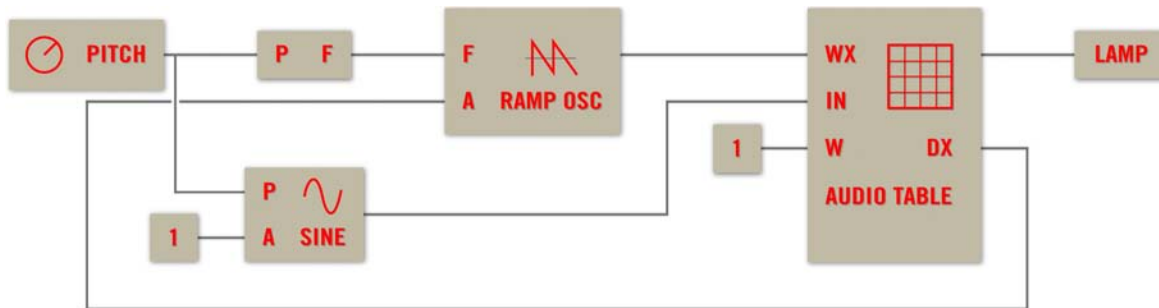 PITCH
P F
F
A RAMP OSC
WX
IN
W DX
AUDIO TABLE
LAMP
1
P
A SINE
1